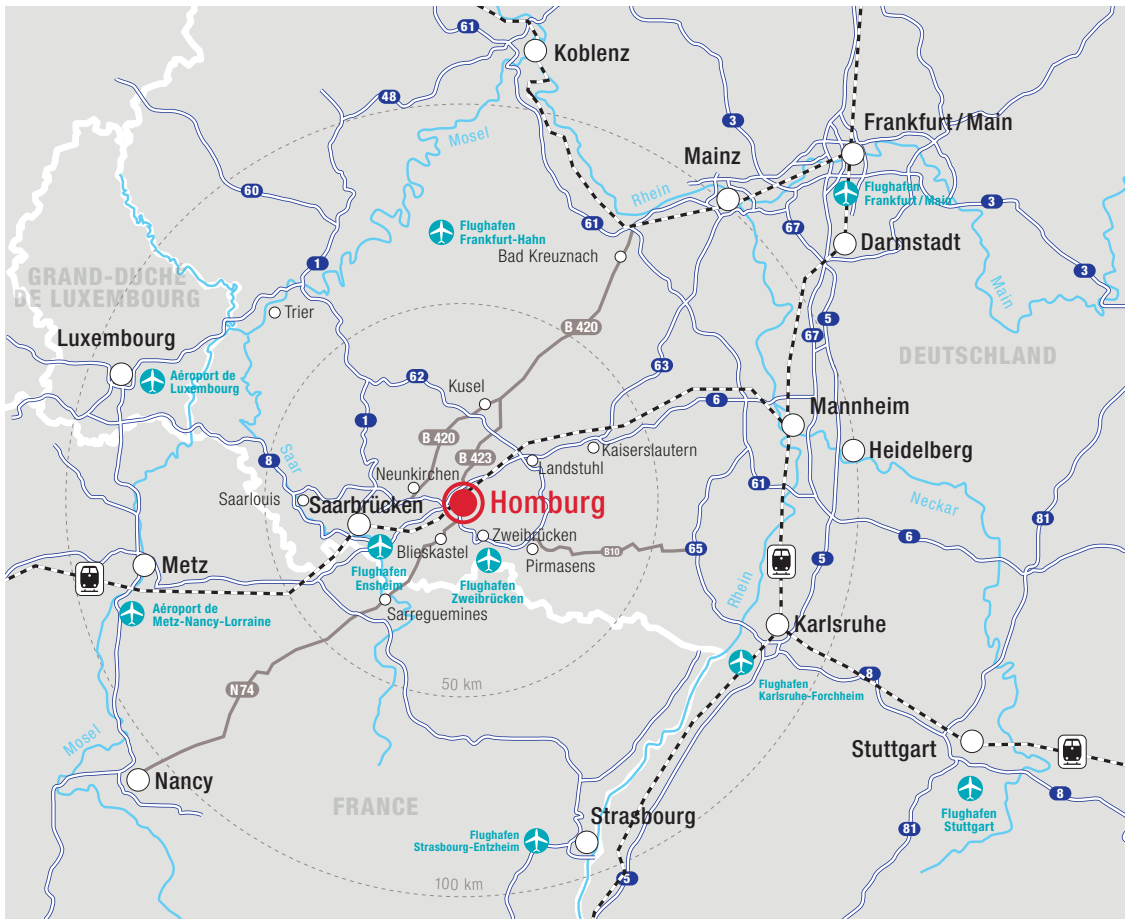 61
Koblenz
48
Mosel
3
Frankfurt/Main
Mainz
60
Rhein
Flughafen
Frankfurt/Main
3
61
67
Flughafen
Frankfurt-Hahn
Bad Kreuznach
Darmstadt
1
3
GRAND-DUCHE
DE LUXEMBOURG
Main
Trier
5
B 420
67
Luxembourg
DEUTSCHLAND
63
Aéroport de
Luxembourg
62
Kusel
6
Mannheim
1
B 420
Saar
8
B 423
Kaiserslautern
Heidelberg
Neunkirchen
Landstuhl
61
Saarlouis
Saarbrücken
Homburg
Neckar
81
Zweibrücken
6
Blieskastel
B10
65
Pirmasens
5
Metz
Flughafen
Ensheim
Flughafen
Zweibrücken
Rhein
Aéroport de
Metz-Nancy-Lorraine
Sarreguemines
Karlsruhe
8
Flughafen
Karlsruhe-Forchheim
50 km
N74
Mosel
Stuttgart
Nancy
8
FRANCE
Strasbourg
Flughafen
Stuttgart
81
Flughafen
Strasbourg-Entzheim
5
100 km